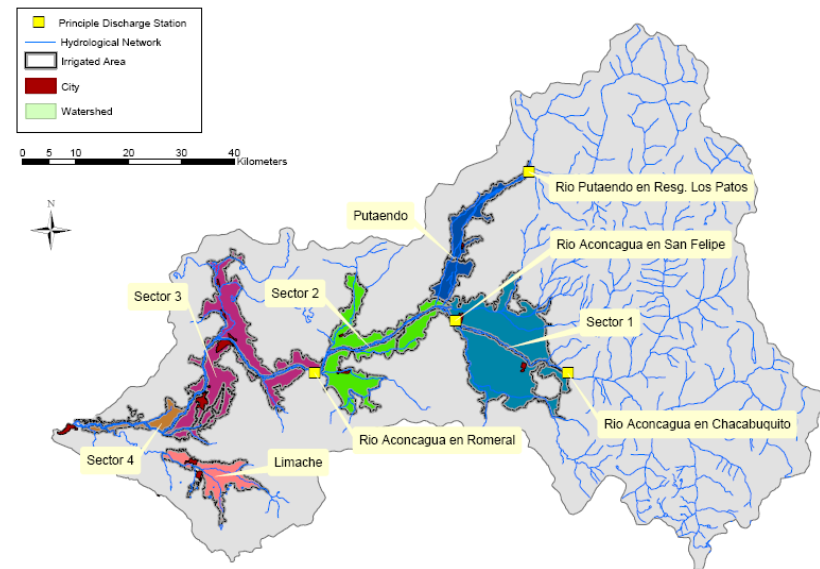 Principle Discharge Station
Hydrological Network
Irrigated Area
City
Watershed
0 5 10 20 30 40
Kilometers
N
Rio Putaendo en Resg. Los Patos
Putaendo
Rio Aconcagua en San Felipe
Sector 3
Sector 2
Sector 1
Rio Aconcagua en Chacabuquito
Rio Aconcagua en Romeral
Sector 4
Limache